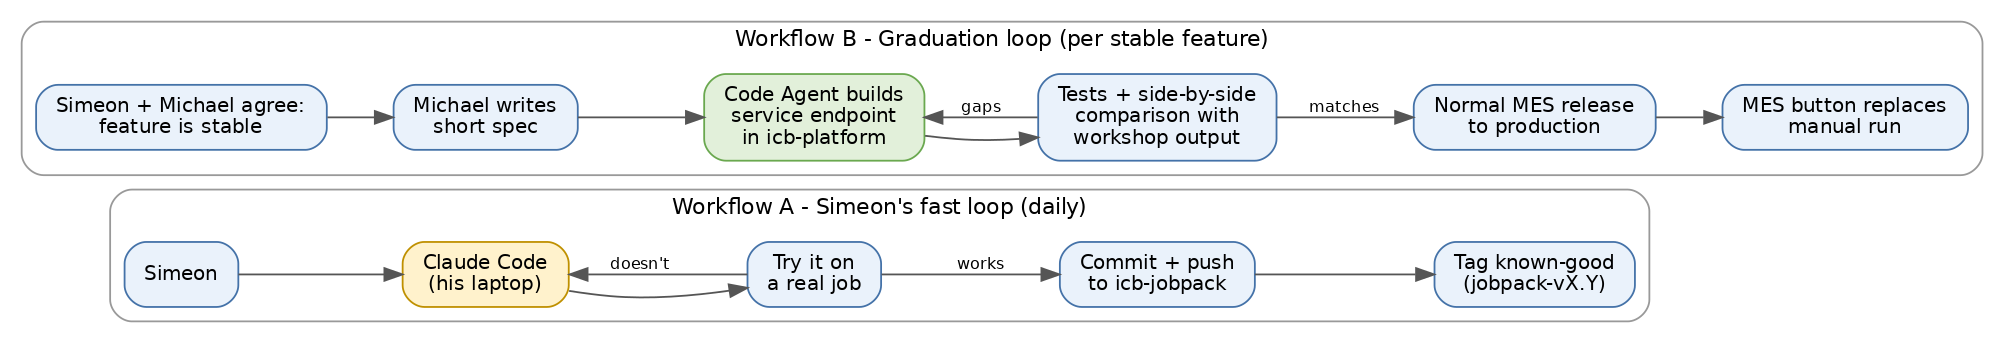 Workflow B - Graduation loop (per stable feature)
Simeon + Michael agree:
feature is stable
Michael writes
short spec
Code Agent builds
service endpoint
in icb-platform
gaps
Tests + side-by-side
comparison with
workshop output
matches
Normal MES release
to production
MES button replaces
manual run
Workflow A - Simeon's fast loop (daily)
Simeon
Claude Code
(his laptop)
doesn't
Try it on
a real job
works
Commit + push
to icb-jobpack
Tag known-good
(jobpack-vX.Y)